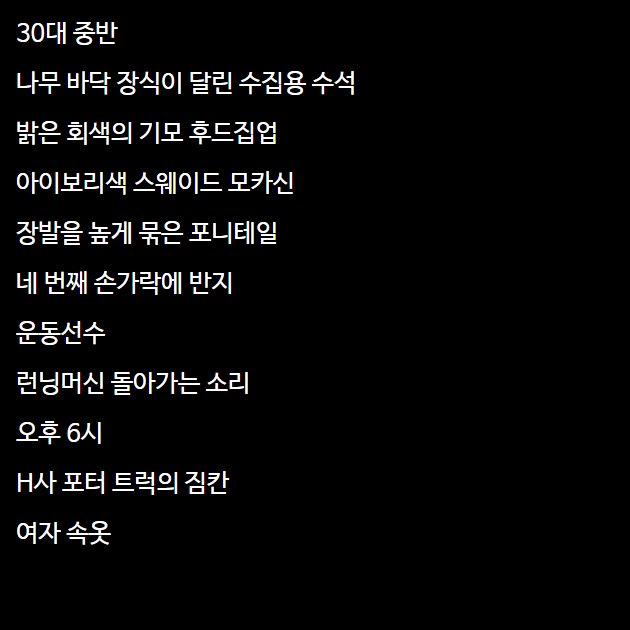 30대 중반
나무 바닥 장식이 달린 수집용 수석
밝은 회색의 기모 후드집업
아이보리색 스웨이드 모카신
장발을 높게 묶은 포니테일
네 번째 손가락에 반지
운동선수
런닝머신 돌아가는 소리
오후 6시
H사 포터 트럭의 짐칸
여자 속옷